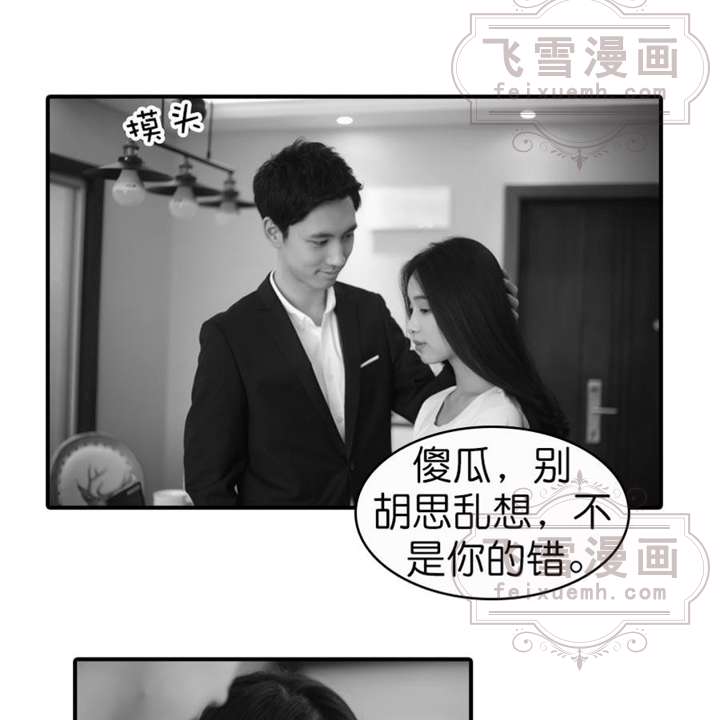 飞雪漫画
feixuemh.com
摸头
傻瓜，别
胡思乱想，不
是你的错。
飞雪漫画
feixuemh.com